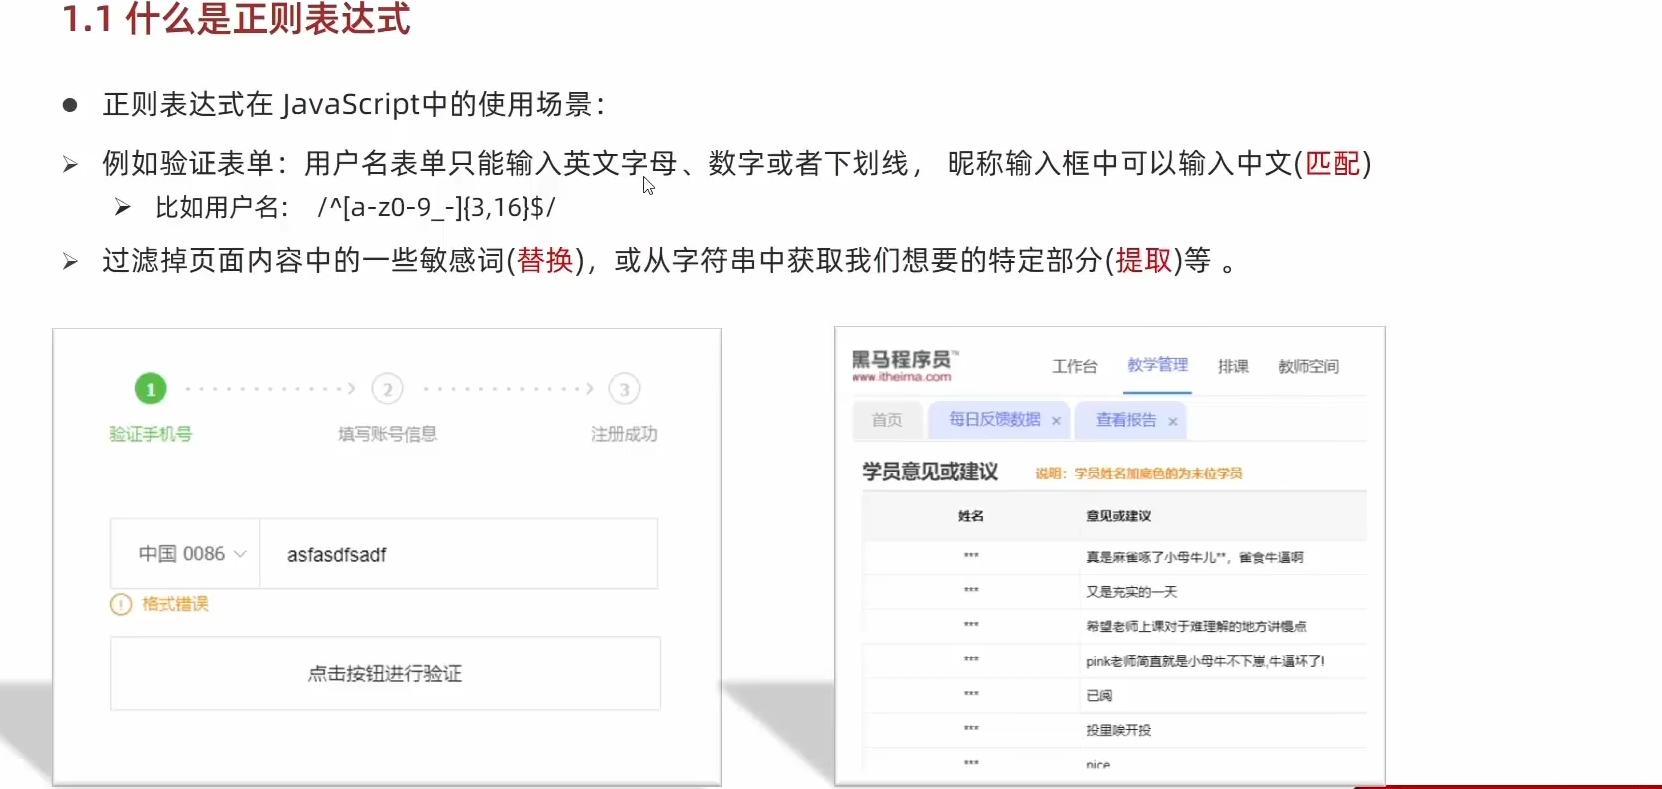 1.1 什么是正则表达式
正则表达式在 JavaScript中的使用场景：
例如验证表单：用户名表单只能输入英文字母、数字或者下划线， 昵称输入框中可以输入中文(匹配)
比如用户名： /^[a-z0-9_-]{3,16}$/
过滤掉页面内容中的一些敏感词(替换)，或从字符串中获取我们想要的特定部分(提取)等 。
1 2 3
验证手机号 填写账号信息 注册成功
中国 0086 asfasdfsadf
格式错误
点击按钮进行验证
黑马程序员™
www.itheima.com
工作台 教学管理 排课 教师空间
首页 每日反馈数据 × 查看报告 ×
学员意见或建议 说明：学员姓名加底色的为末位学员
姓名 意见或建议
*** 真是麻雀啄了小母牛儿**，雀食牛逼啊
*** 又是充实的一天
*** 希望老师上课对于难理解的地方讲慢点
*** pink老师简直就是小母牛不下崽,牛逼坏了!
*** 已阅
*** 投里唉开投
*** nice